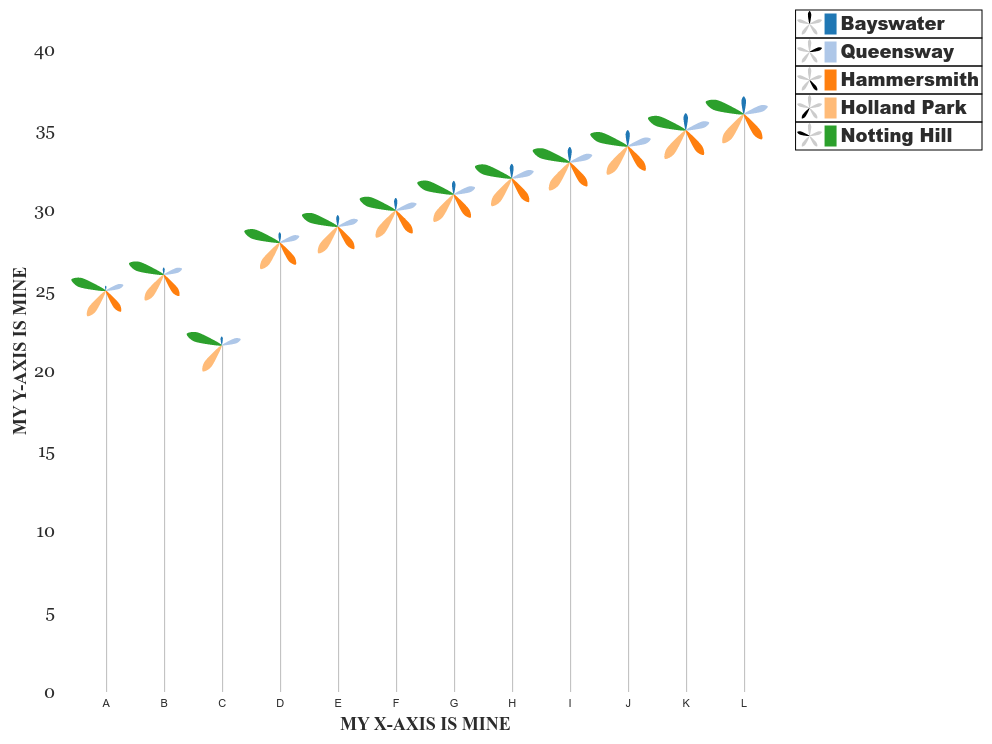 Bayswater
Queensway
Hammersmith
Holland Park
Notting Hill
40
35
30
25
20
15
10
5
0
MY Y-AXIS IS MINE
A B C D E F G H I J K L
MY X-AXIS IS MINE